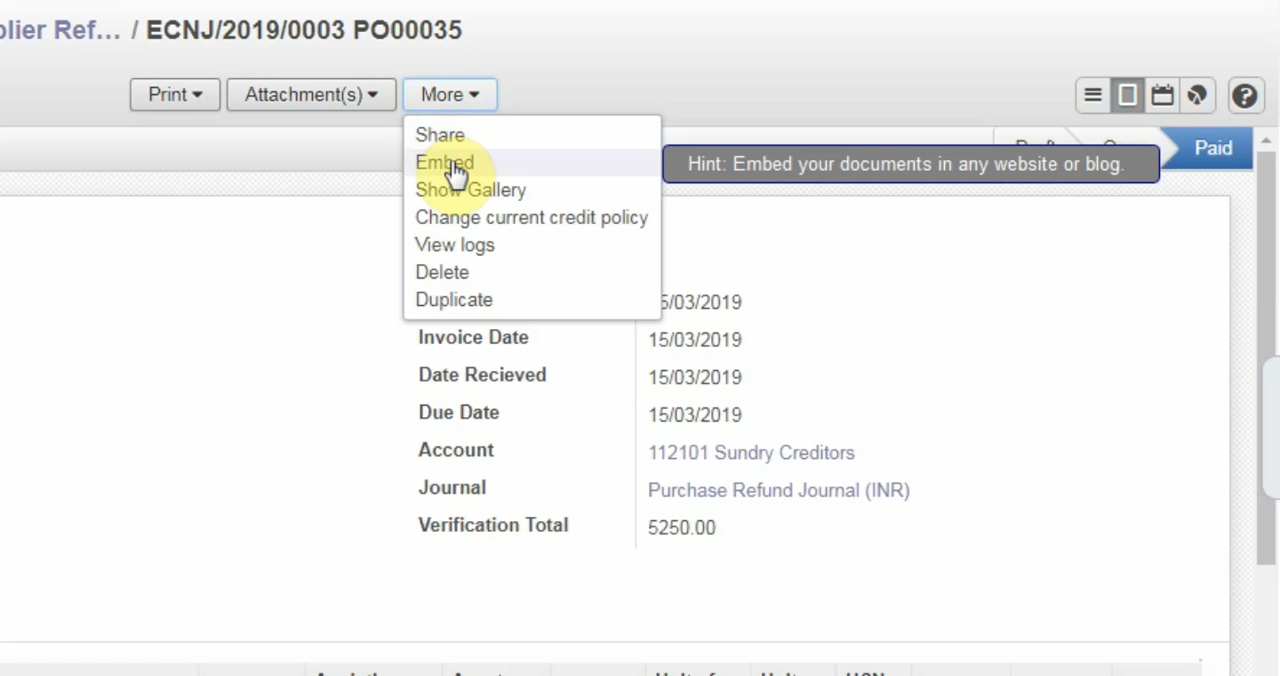 Ref... / ECNJ/2019/0003 PO00035
Print Attachment(s) More
Share
Embed
Show Gallery
Change current credit policy
View logs
Delete
Duplicate
Hint: Embed your documents in any website or blog.
Paid
5/03/2019
Invoice Date 15/03/2019
Date Recieved 15/03/2019
Due Date 15/03/2019
Account 112101 Sundry Creditors
Journal Purchase Refund Journal (INR)
Verification Total 5250.00